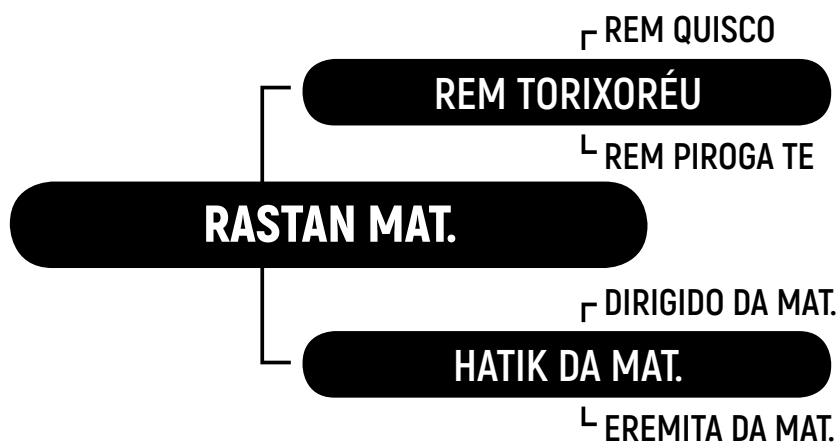 REM QUISCO
REM TORIXORÉU
REM PIROGA TE
RASTAN MAT.
DIRIGIDO DA MAT.
HATIK DA MAT.
EREMITA DA MAT.